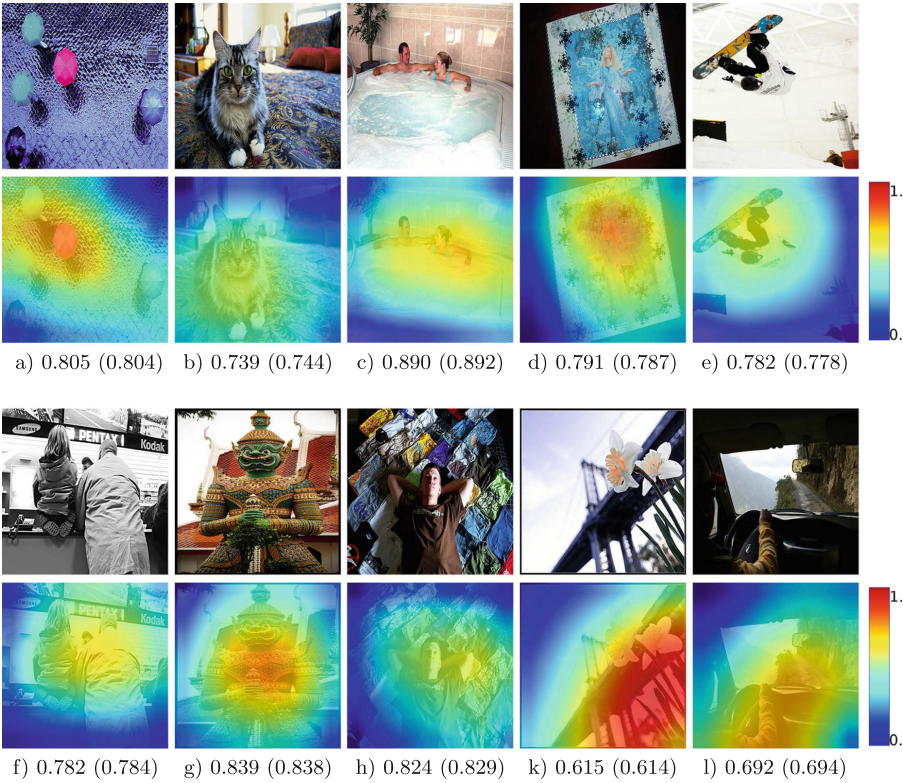 1.
0.
a) 0.805 (0.804)
b) 0.739 (0.744)
c) 0.890 (0.892)
d) 0.791 (0.787)
e) 0.782 (0.778)
SAMSUNG
PENTAX
Kodak
PENTAX
Kodak
1.
0.
f) 0.782 (0.784)
g) 0.839 (0.838)
h) 0.824 (0.829)
k) 0.615 (0.614)
l) 0.692 (0.694)